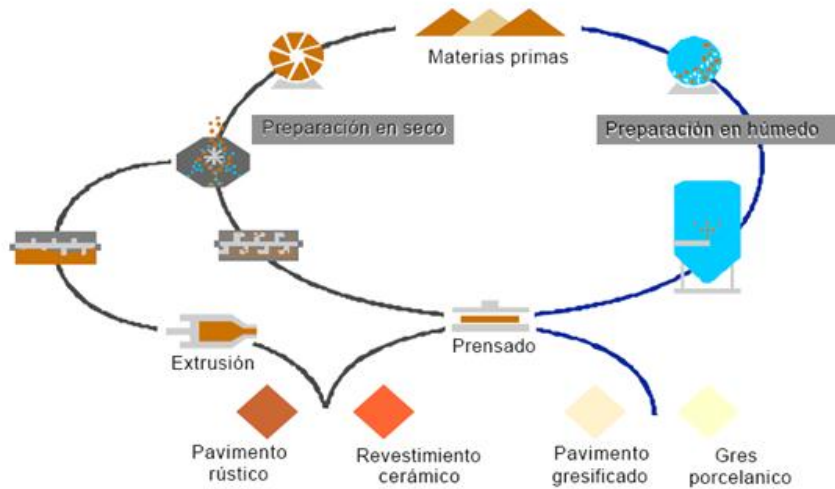 Materias primas
Preparación en seco
Preparación en húmedo
Extrusión
Prensado
Pavimento
rústico
Revestimiento
cerámico
Pavimento
gresificado
Gres
porcelanico